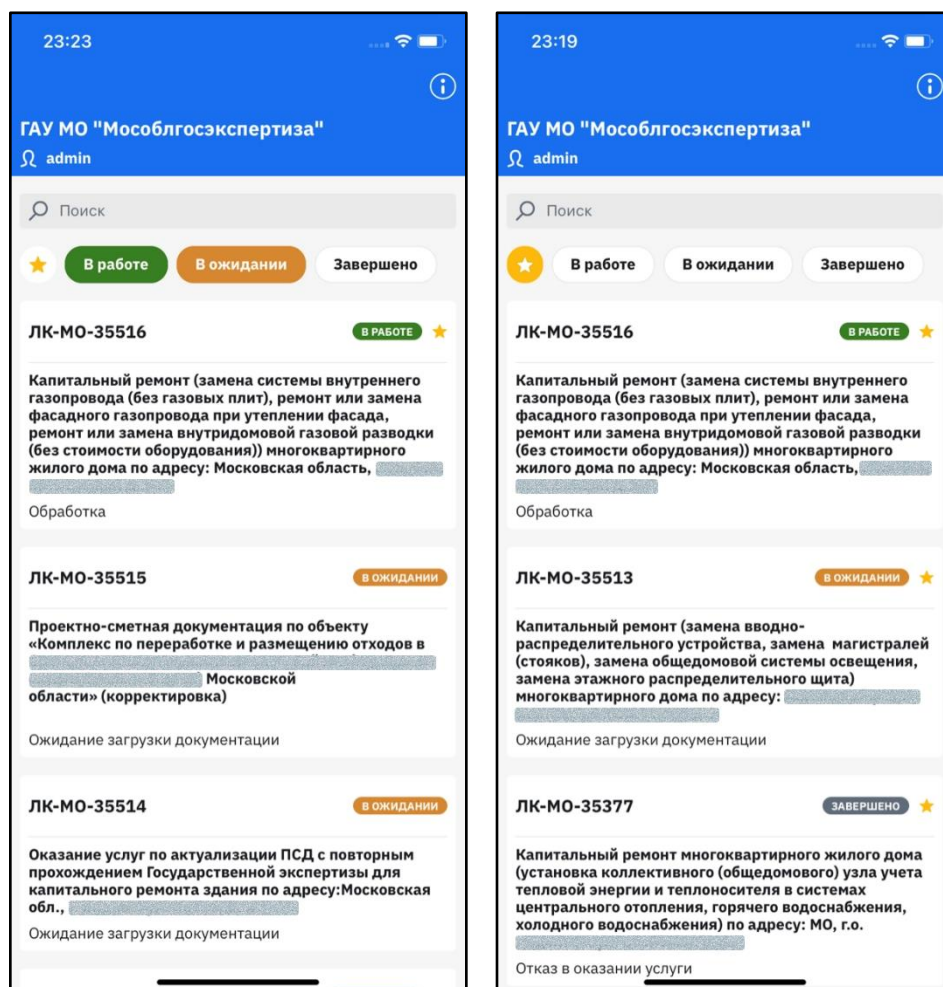 23:23
ГАУ МО "Мособлгосэкспертиза"
admin
Поиск
В работе
В ожидании
Завершено
ЛК-МО-35516
В РАБОТЕ
Капитальный ремонт (замена системы внутреннего
газопровода (без газовых плит), ремонт или замена
фасадного газопровода при утеплении фасада,
ремонт или замена внутридомовой газовой разводки
(без стоимости оборудования)) многоквартирного
жилого дома по адресу: Московская область,
Обработка
ЛК-МО-35515
В ОЖИДАНИИ
Проектно-сметная документация по объекту
«Комплекс по переработке и размещению отходов в
Московской
области» (корректировка)
Ожидание загрузки документации
ЛК-МО-35514
В ОЖИДАНИИ
Оказание услуг по актуализации ПСД с повторным
прохождением Государственной экспертизы для
капитального ремонта здания по адресу:Московская
обл.,
Ожидание загрузки документации
23:19
ГАУ МО "Мособлгосэкспертиза"
admin
Поиск
В работе
В ожидании
Завершено
ЛК-МО-35516
В РАБОТЕ
Капитальный ремонт (замена системы внутреннего
газопровода (без газовых плит), ремонт или замена
фасадного газопровода при утеплении фасада,
ремонт или замена внутридомовой газовой разводки
(без стоимости оборудования)) многоквартирного
жилого дома по адресу: Московская область,
Обработка
ЛК-МО-35513
В ОЖИДАНИИ
Капитальный ремонт (замена вводно-
распределительного устройства, замена магистралей
(стояков), замена общедомовой системы освещения,
замена этажного распределительного щита)
многоквартирного дома по адресу:
Ожидание загрузки документации
ЛК-МО-35377
ЗАВЕРШЕНО
Капитальный ремонт многоквартирного жилого дома
(установка коллективного (общедомового) узла учета
тепловой энергии и теплоносителя в системах
центрального отопления, горячего водоснабжения,
холодного водоснабжения) по адресу: МО, г.о.
Отказ в оказании услуги